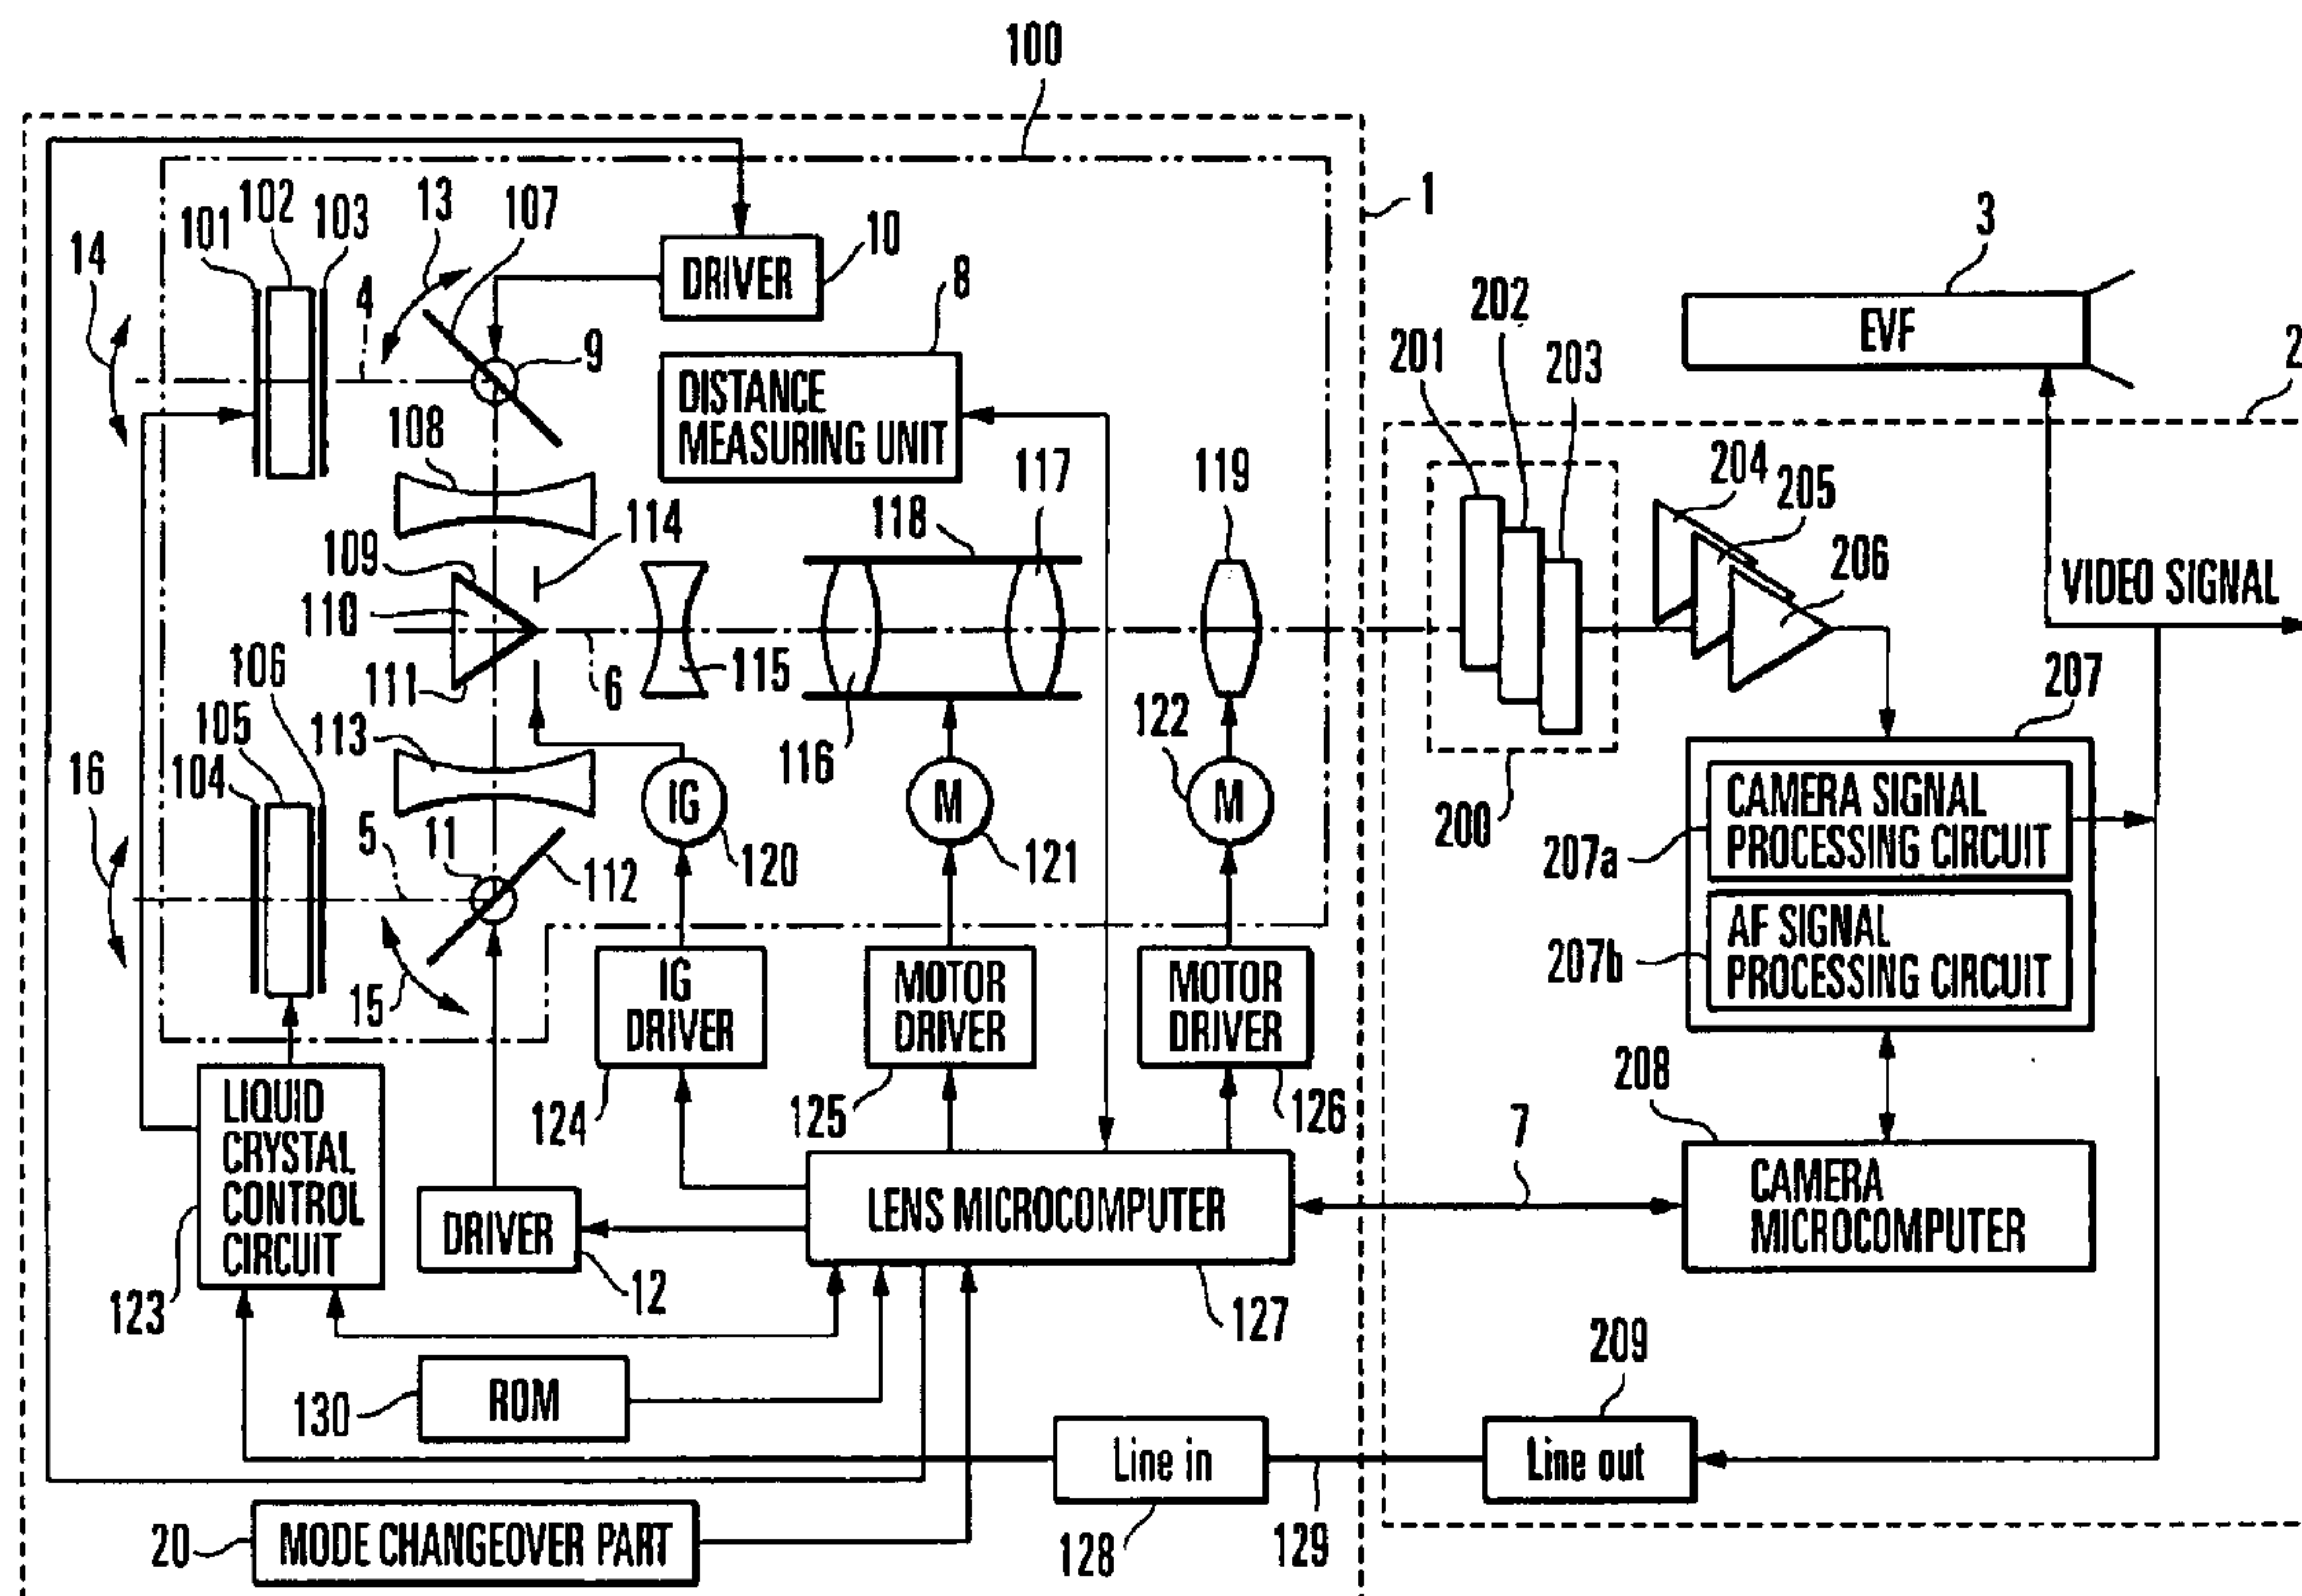 100
1
101
102
103
13
107
14
4
DRIVER
10
9
8
DISTANCE
MEASURING UNIT
108
109
110
111
114
6
115
118
117
116
119
106
105
104
113
16
5
11
112
15
IG
120
M
121
122
M
IG
DRIVER
124
MOTOR
DRIVER
125
MOTOR
DRIVER
126
LIQUID
CRYSTAL
CONTROL
CIRCUIT
123
DRIVER
12
LENS MICROCOMPUTER
127
ROM
130
MODE CHANGEOVER PART
20
Line in
128
129
7
3
EVF
2
201
202
203
200
204
205
206
VIDEO SIGNAL
207
CAMERA SIGNAL
PROCESSING CIRCUIT
207a
AF SIGNAL
PROCESSING CIRCUIT
207b
208
CAMERA
MICROCOMPUTER
209
Line out